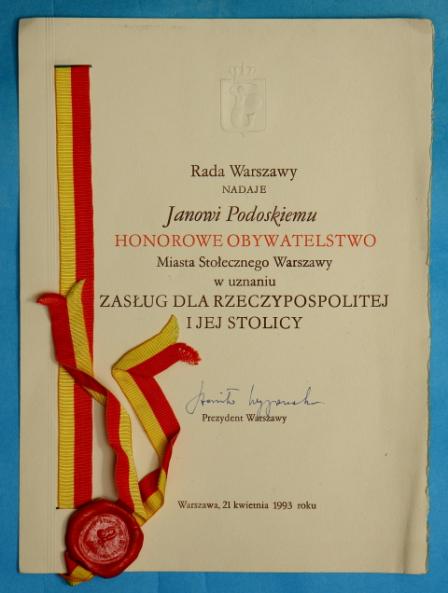 Rada Warszawy
NADAJE
Janowi Podoskiemu
HONOROWE OBYWATELSTWO
Miasta Stołecznego Warszawy
w uznaniu
ZASŁUG DLA RZECZYPOSPOLITEJ
I JEJ STOLICY
Prezydent Warszawy
Warszawa, 21 kwietnia 1993 roku